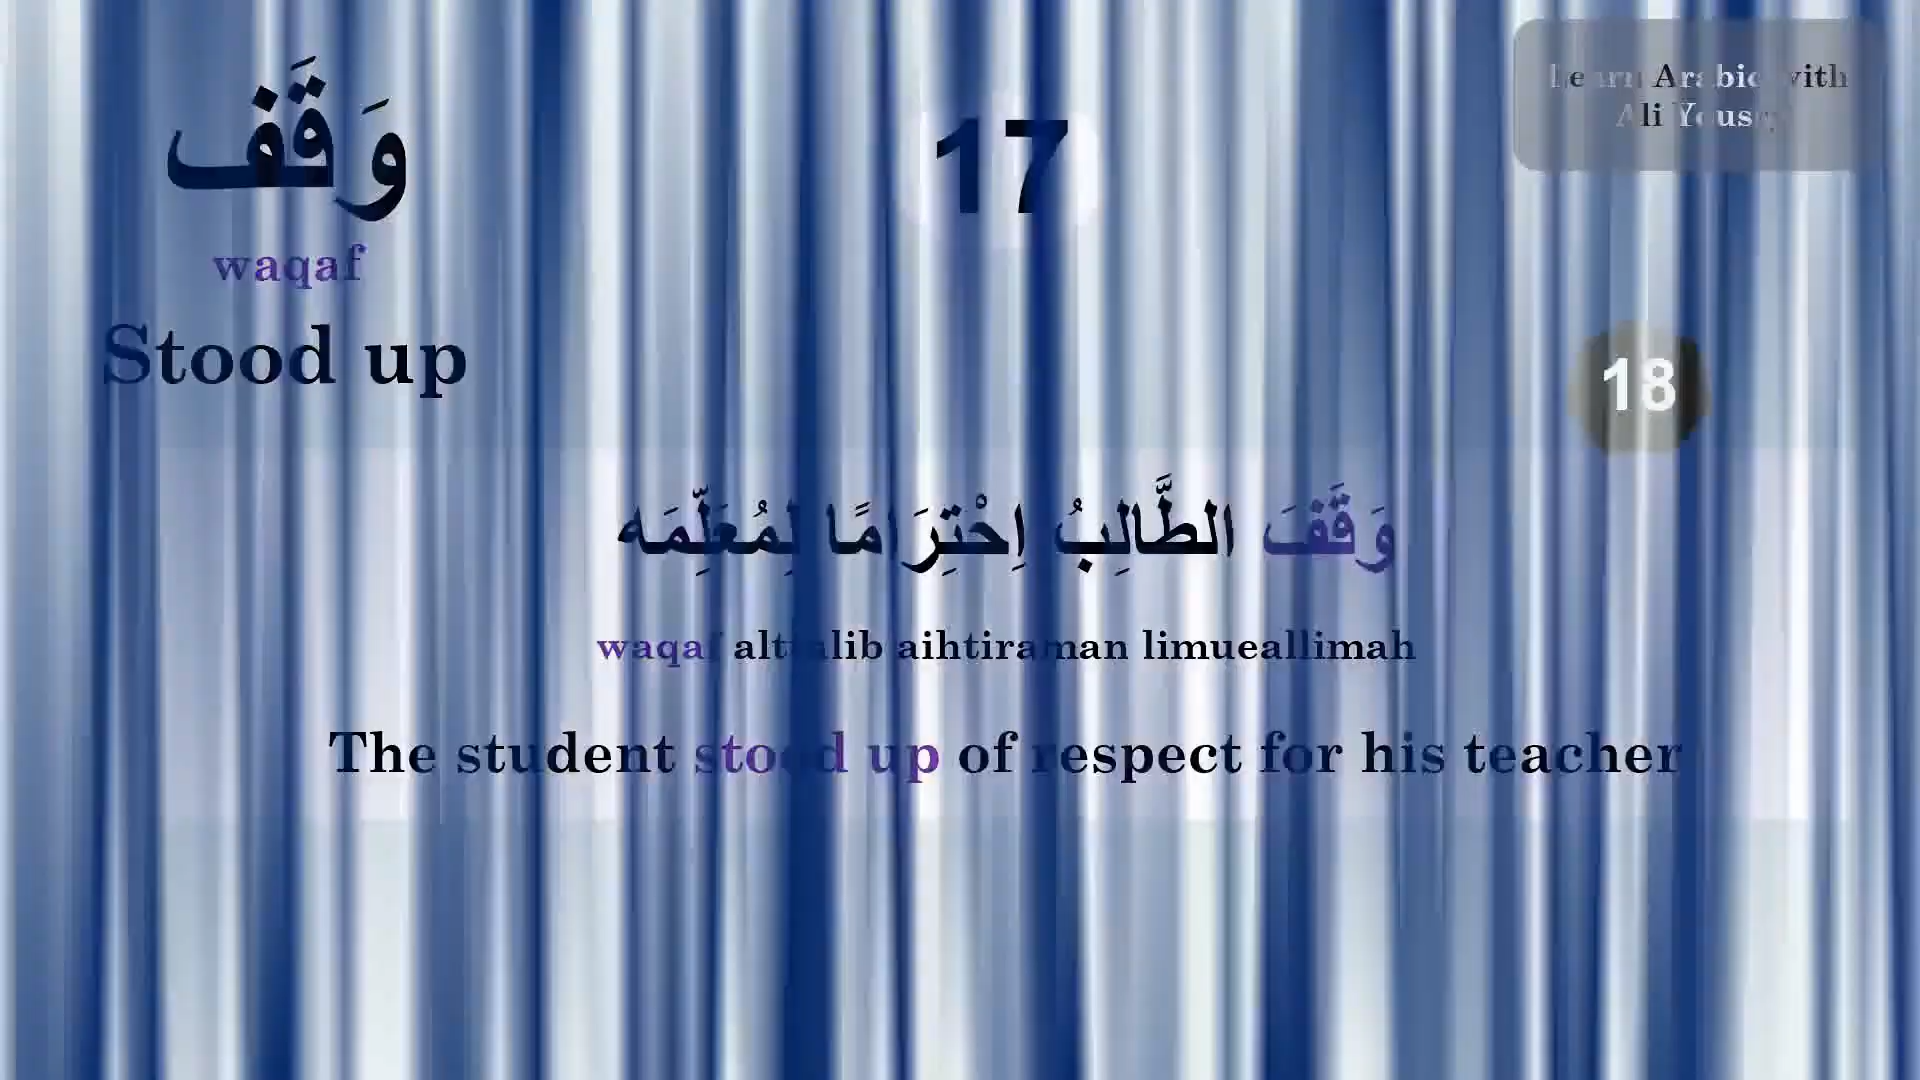 وَقَف
17
Learn Arabic with
Ali Yousef
waqaf
Stood up
18
وَقَفَ الطَّالِبُ اِحْتِرَامًا لِمُعَلِّمَه
waqaf alttalib aihtiraman limueallimah
The student stood up of respect for his teacher